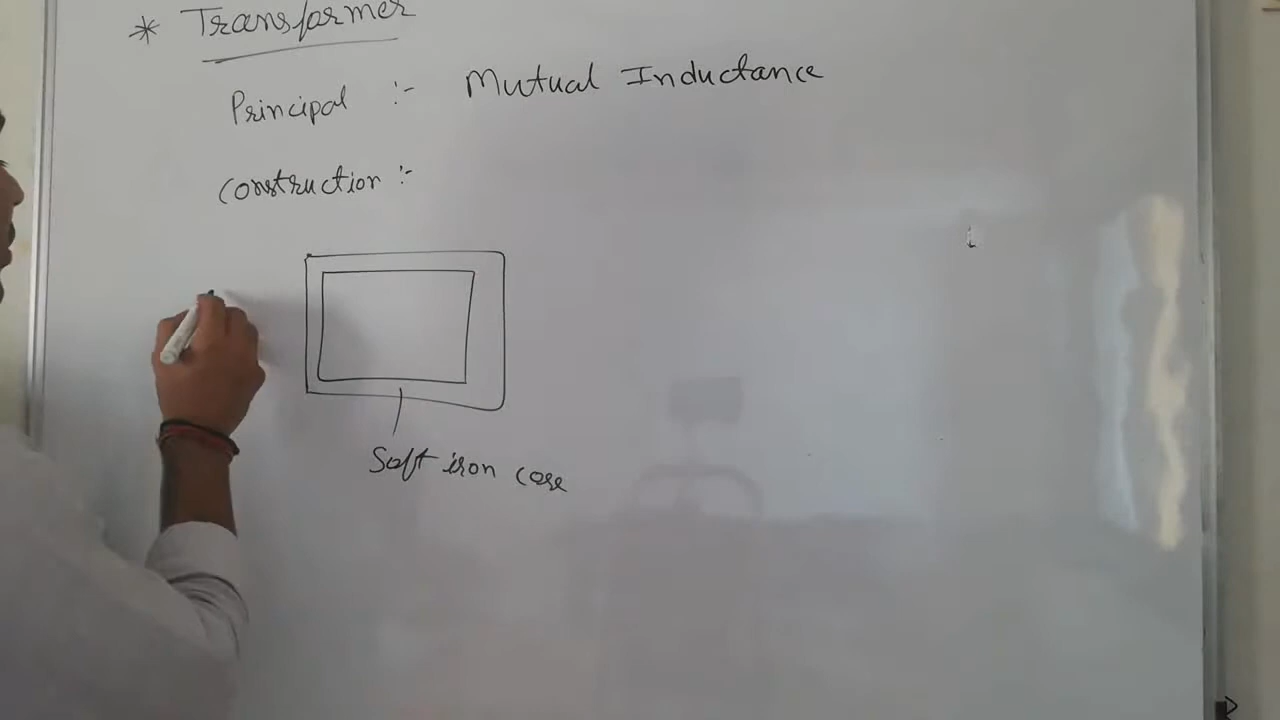 * Transformer
Principal :- Mutual Inductance
Construction :-
Soft iron core